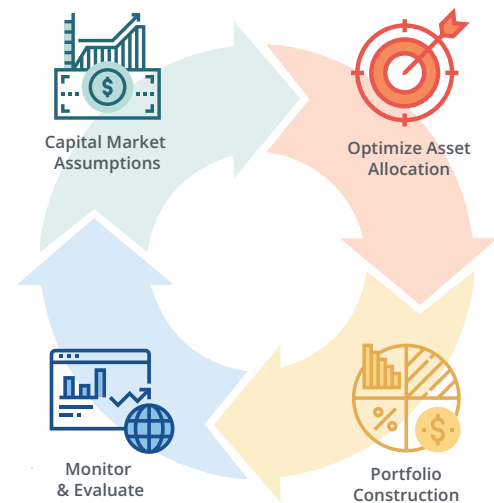 Capital Market
Assumptions
Optimize Asset
Allocation
Portfolio
Construction
Monitor
& Evaluate